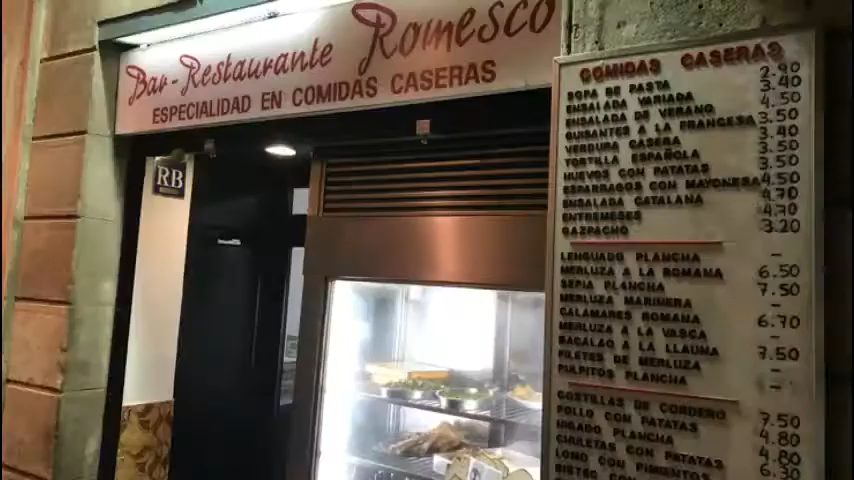 Bar-Restaurante Romesco
ESPECIALIDAD EN COMIDAS CASERAS
RB
COMIDAS CASERAS
SOPA DE PASTA 2.90
ENSALADA VARIADA 3.40
ENSALADA DE VERANO 4.50
GUISANTES A LA FRANCESA 3.50
VERDURA CASERA 3.40
TORTILLA ESPAÑOLA 3.50
HUEVOS CON PATATAS 3.50
ESPARRAGOS CON MAYONESA 4.50
ENSALADA CATALANA 4.70
ENTREMESES 4.70
GAZPACHO 3.20
LENGUADO PLANCHA -
MERLUZA A LA ROMANA 6.50
SEPIA PLANCHA 7.50
MERLUZA MARINERA -
CALAMARES ROMANA 6.70
MERLUZA A LA VASCA -
BACALAO A LA LLAUNA 7.50
FILETES DE MERLUZA -
PULPITOS PLANCHA -
COSTILLAS DE CORDERO 7.50
POLLO CON PATATAS 4.80
HIGADO PLANCHA 4.80
CHULETAS CON PATATAS 6.30
LOMO CON PIMIENTOS
BISTEC CON